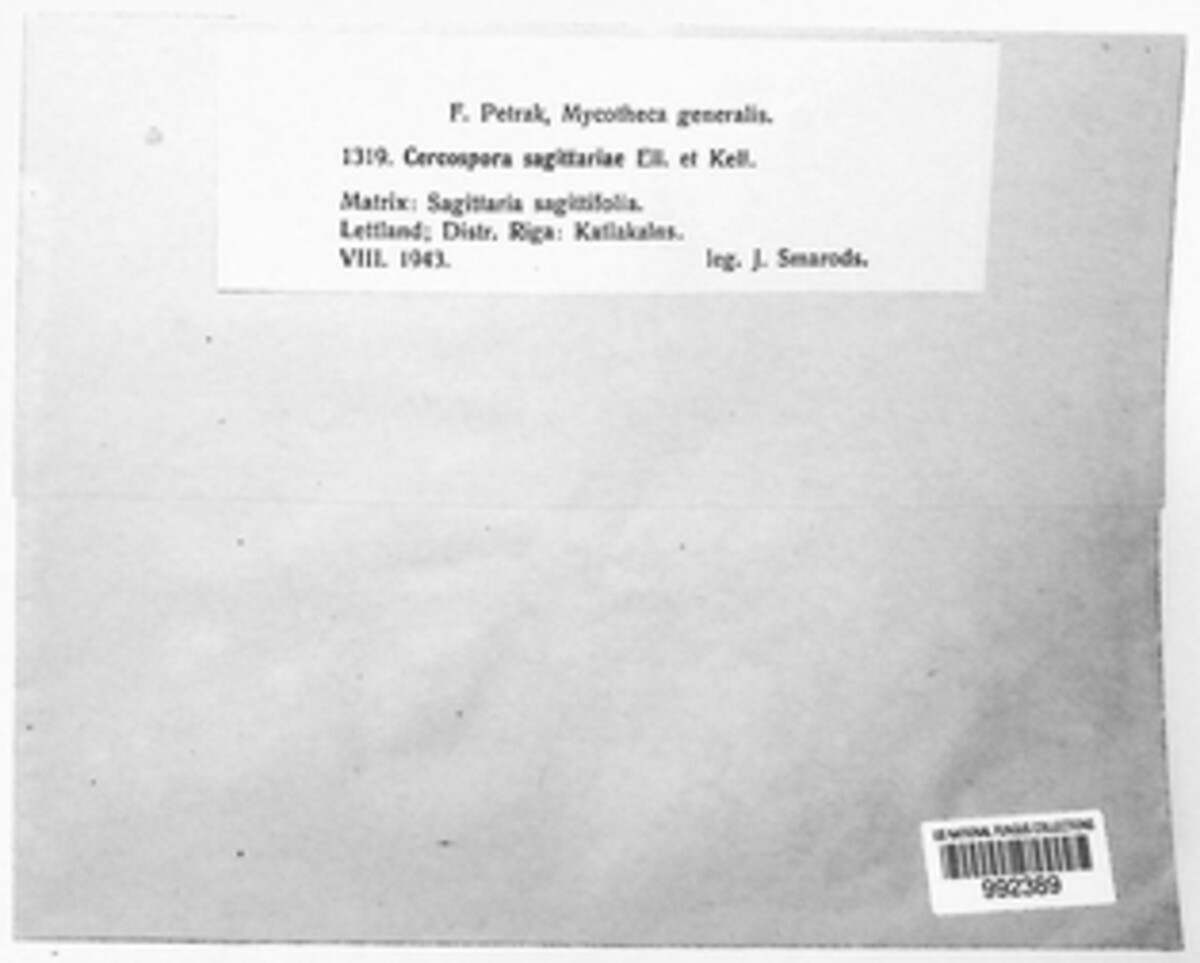 F. Petrak, Mycotheca generalis.
1319. Cercospora sagittariae Ell. et Kell.
Matrix: Sagittaria sagittifolia.
Lettland; Distr. Riga: Katlakalns.
VIII. 1943. leg. J. Smarods.
US NATIONAL FUNGUS COLLECTIONS
992389